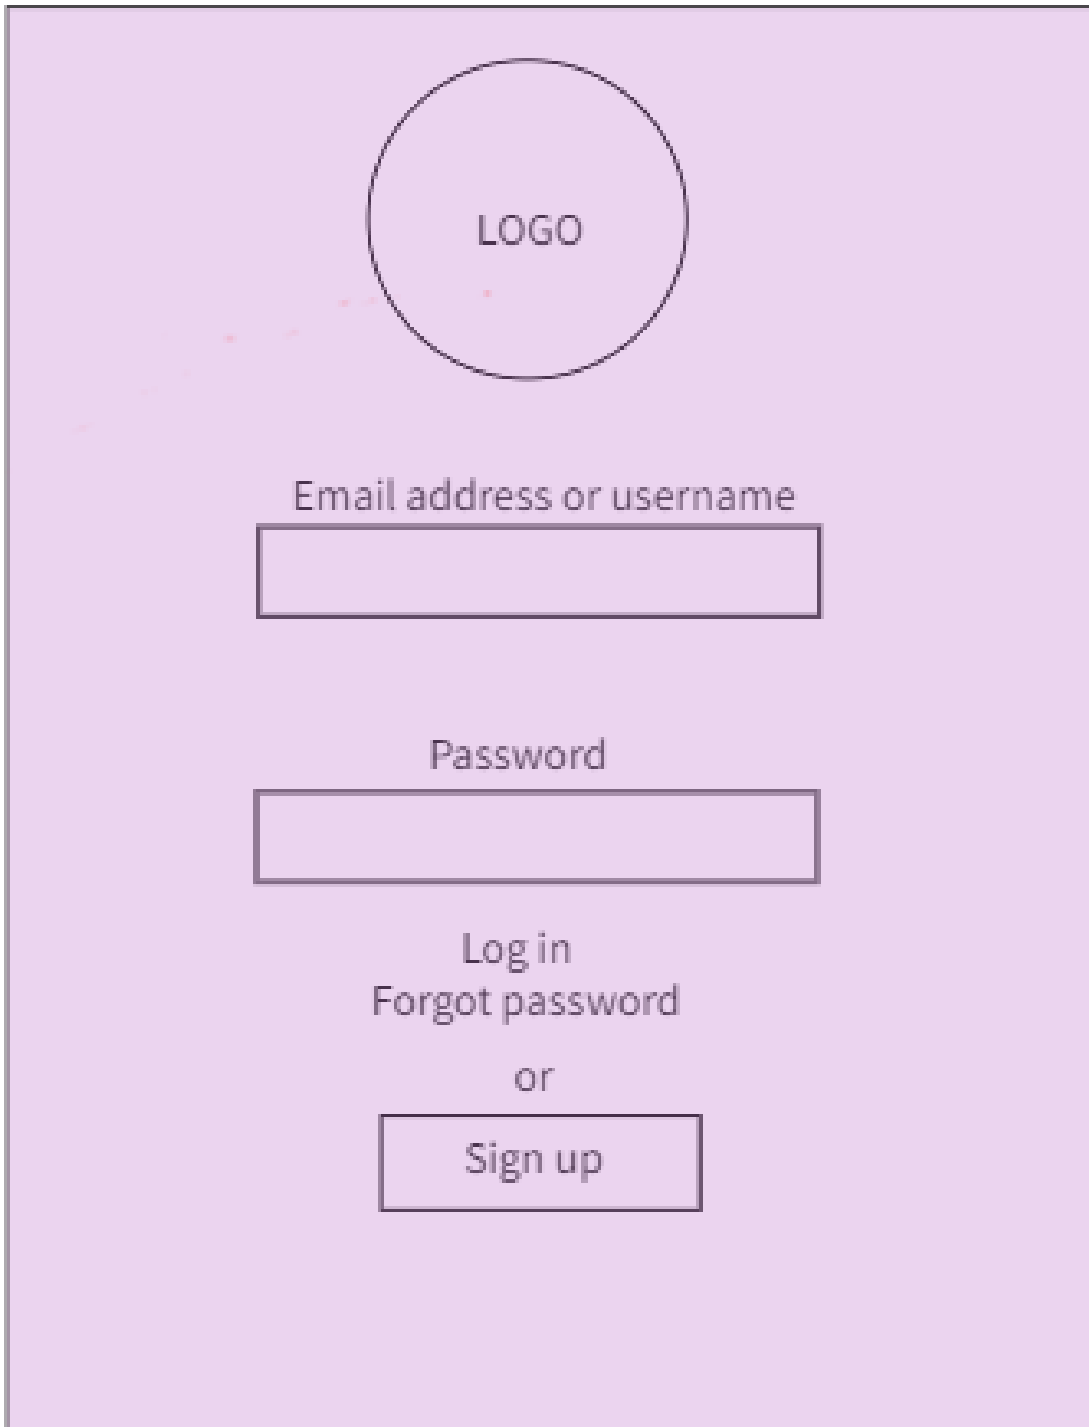 LOGO
Email address or username
Password
Log in
Forgot password
or
Sign up